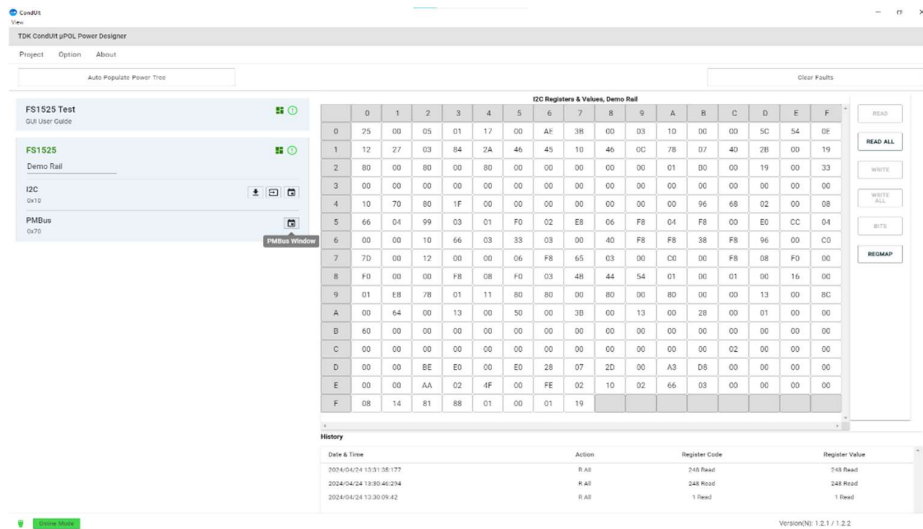 CondUit
View
TDK CondUit µPOL Power Designer
Project Option About
Auto Populate Power Tree
Clear Faults
FS1525 Test
GUI User Guide
FS1525
Demo Rail
I2C
0x10
PMBus
0x70
PMBus Window
I2C Registers & Values, Demo Rail
0 1 2 3 4 5 6 7 8 9 A B C D E F
0 25 00 05 01 17 00 AE 3B 00 03 10 00 00 5C 54 0E
1 12 27 03 84 2A 46 45 10 46 0C 78 07 40 2B 00 19
2 80 00 80 00 80 00 00 00 00 00 01 B0 00 19 00 33
3 00 00 00 00 00 00 00 00 00 00 00 00 00 00 00 00
4 10 70 80 1F 00 00 00 00 00 00 00 96 68 02 00 08
5 66 04 99 03 01 F0 02 E8 06 F8 04 F8 00 E0 CC 04
6 00 00 10 66 03 33 03 00 40 F8 F8 38 F8 96 00 C0
7 7D 00 12 00 00 06 F8 65 03 00 C0 00 F8 08 F0 00
8 F0 00 00 F8 08 F0 03 48 44 54 01 00 01 00 16 00
9 01 E8 7B 01 11 80 80 00 80 00 80 00 00 13 00 8C
A 00 64 00 13 00 50 00 3B 00 13 00 28 00 01 00 00
B 60 00 00 00 00 00 00 00 00 00 00 00 00 00 00 00
C 00 00 00 00 00 00 00 00 00 00 00 00 02 00 00 00
D 00 00 BE E0 00 E0 28 07 2D 00 A3 D8 00 00 00 00
E 00 00 AA 02 4F 00 FE 02 10 02 66 03 00 00 00 00
F 08 14 81 88 01 00 01 19
READ
READ ALL
WRITE
WRITE ALL
BITS
REGMAP
History
Date & Time Action Register Code Register Value
2024/04/24 13:31:35:177 R All 248 Read 248 Read
2024/04/24 13:30:46:294 R All 248 Read 248 Read
2024/04/24 13:30:09:42 R All 1 Read 1 Read
Online Mode
Version(N): 1.2.1 / 1.2.2